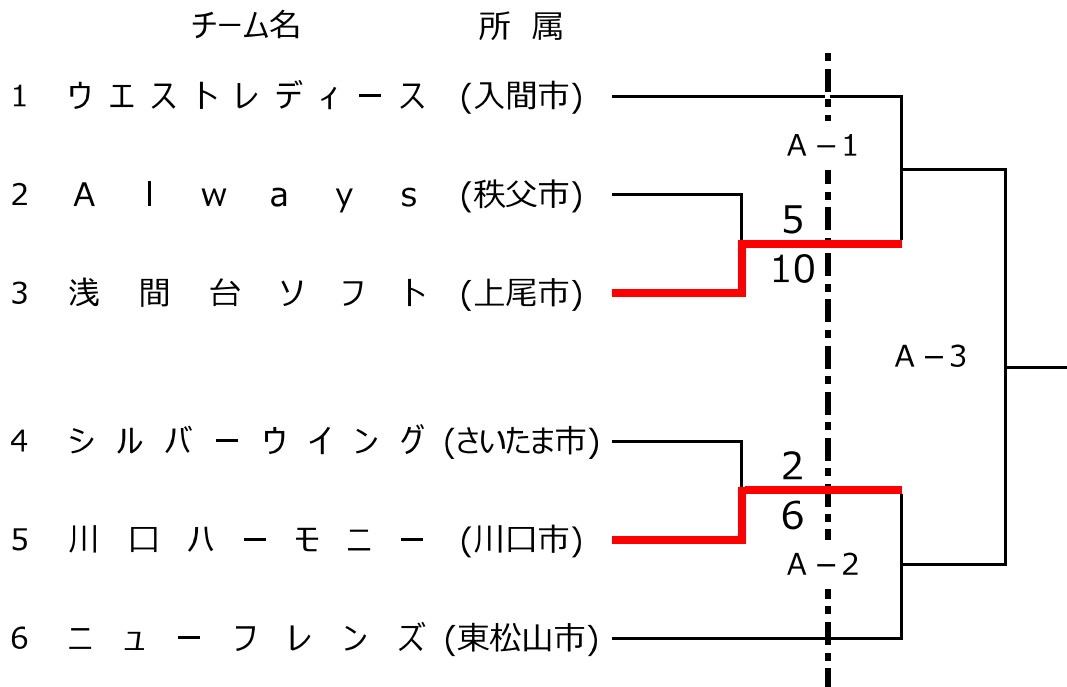 チーム名 所属
1 ウエストレディース (入間市)
A－1
2 Always (秩父市)
5
10
3 浅間台ソフト (上尾市)
A－3
4 シルバーウイング (さいたま市)
2
6
5 川口ハーモニー (川口市)
A－2
6 ニューフレンズ (東松山市)